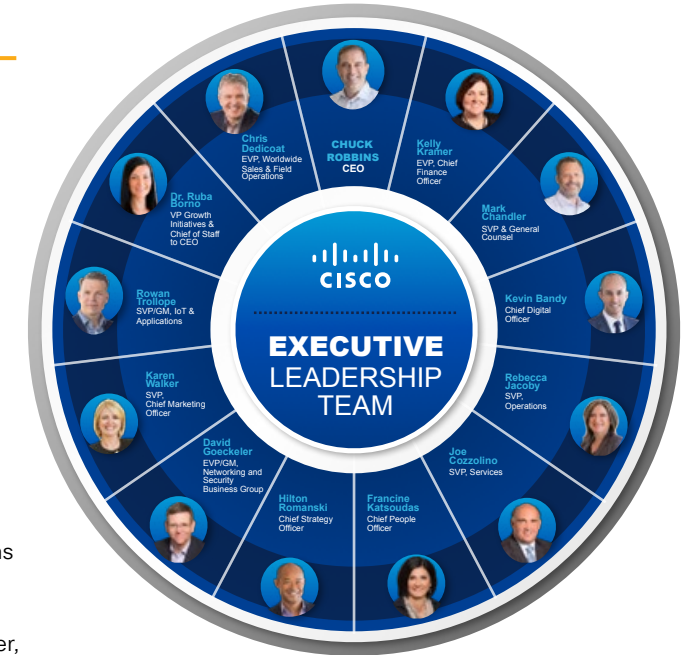 CISCO
EXECUTIVE
LEADERSHIP
TEAM
CHUCK
ROBBINS
CEO
Kelly
Kramer
EVP, Chief
Finance
Officer
Mark
Chandler
SVP & General
Counsel
Kevin Bandy
Chief Digital
Officer
Rebecca
Jacoby
SVP,
Operations
Joe
Cozzolino
SVP, Services
Francine
Katsoudas
Chief People
Officer
Hilton
Romanski
Chief Strategy
Officer
David
Goeckeler
EVP/GM,
Networking and
Security
Business Group
Karen
Walker
SVP,
Chief Marketing
Officer
Rowan
Trollope
SVP/GM, IoT &
Applications
Dr. Ruba
Borno
VP Growth
Initiatives &
Chief of Staff
to CEO
Chris
Dedicoat
EVP, Worldwide
Sales & Field
Operations